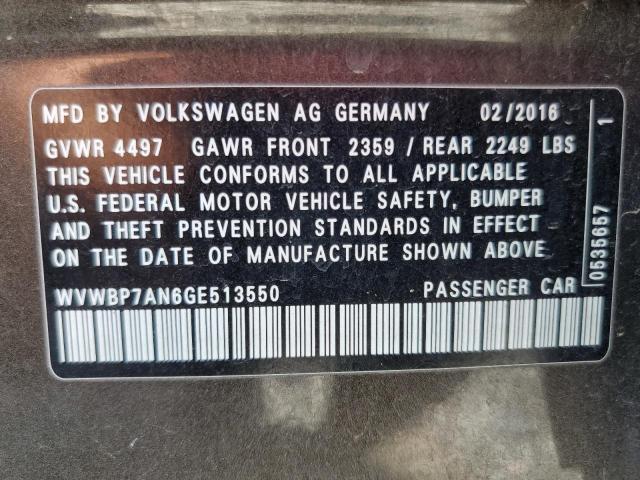 MFD BY VOLKSWAGEN AG GERMANY 02/2016
GVWR 4497 GAWR FRONT 2359 / REAR 2249 LBS
THIS VEHICLE CONFORMS TO ALL APPLICABLE
U.S. FEDERAL MOTOR VEHICLE SAFETY, BUMPER
AND THEFT PREVENTION STANDARDS IN EFFECT
ON THE DATE OF MANUFACTURE SHOWN ABOVE
WVWBP7AN6GE513550 PASSENGER CAR
0535657 1